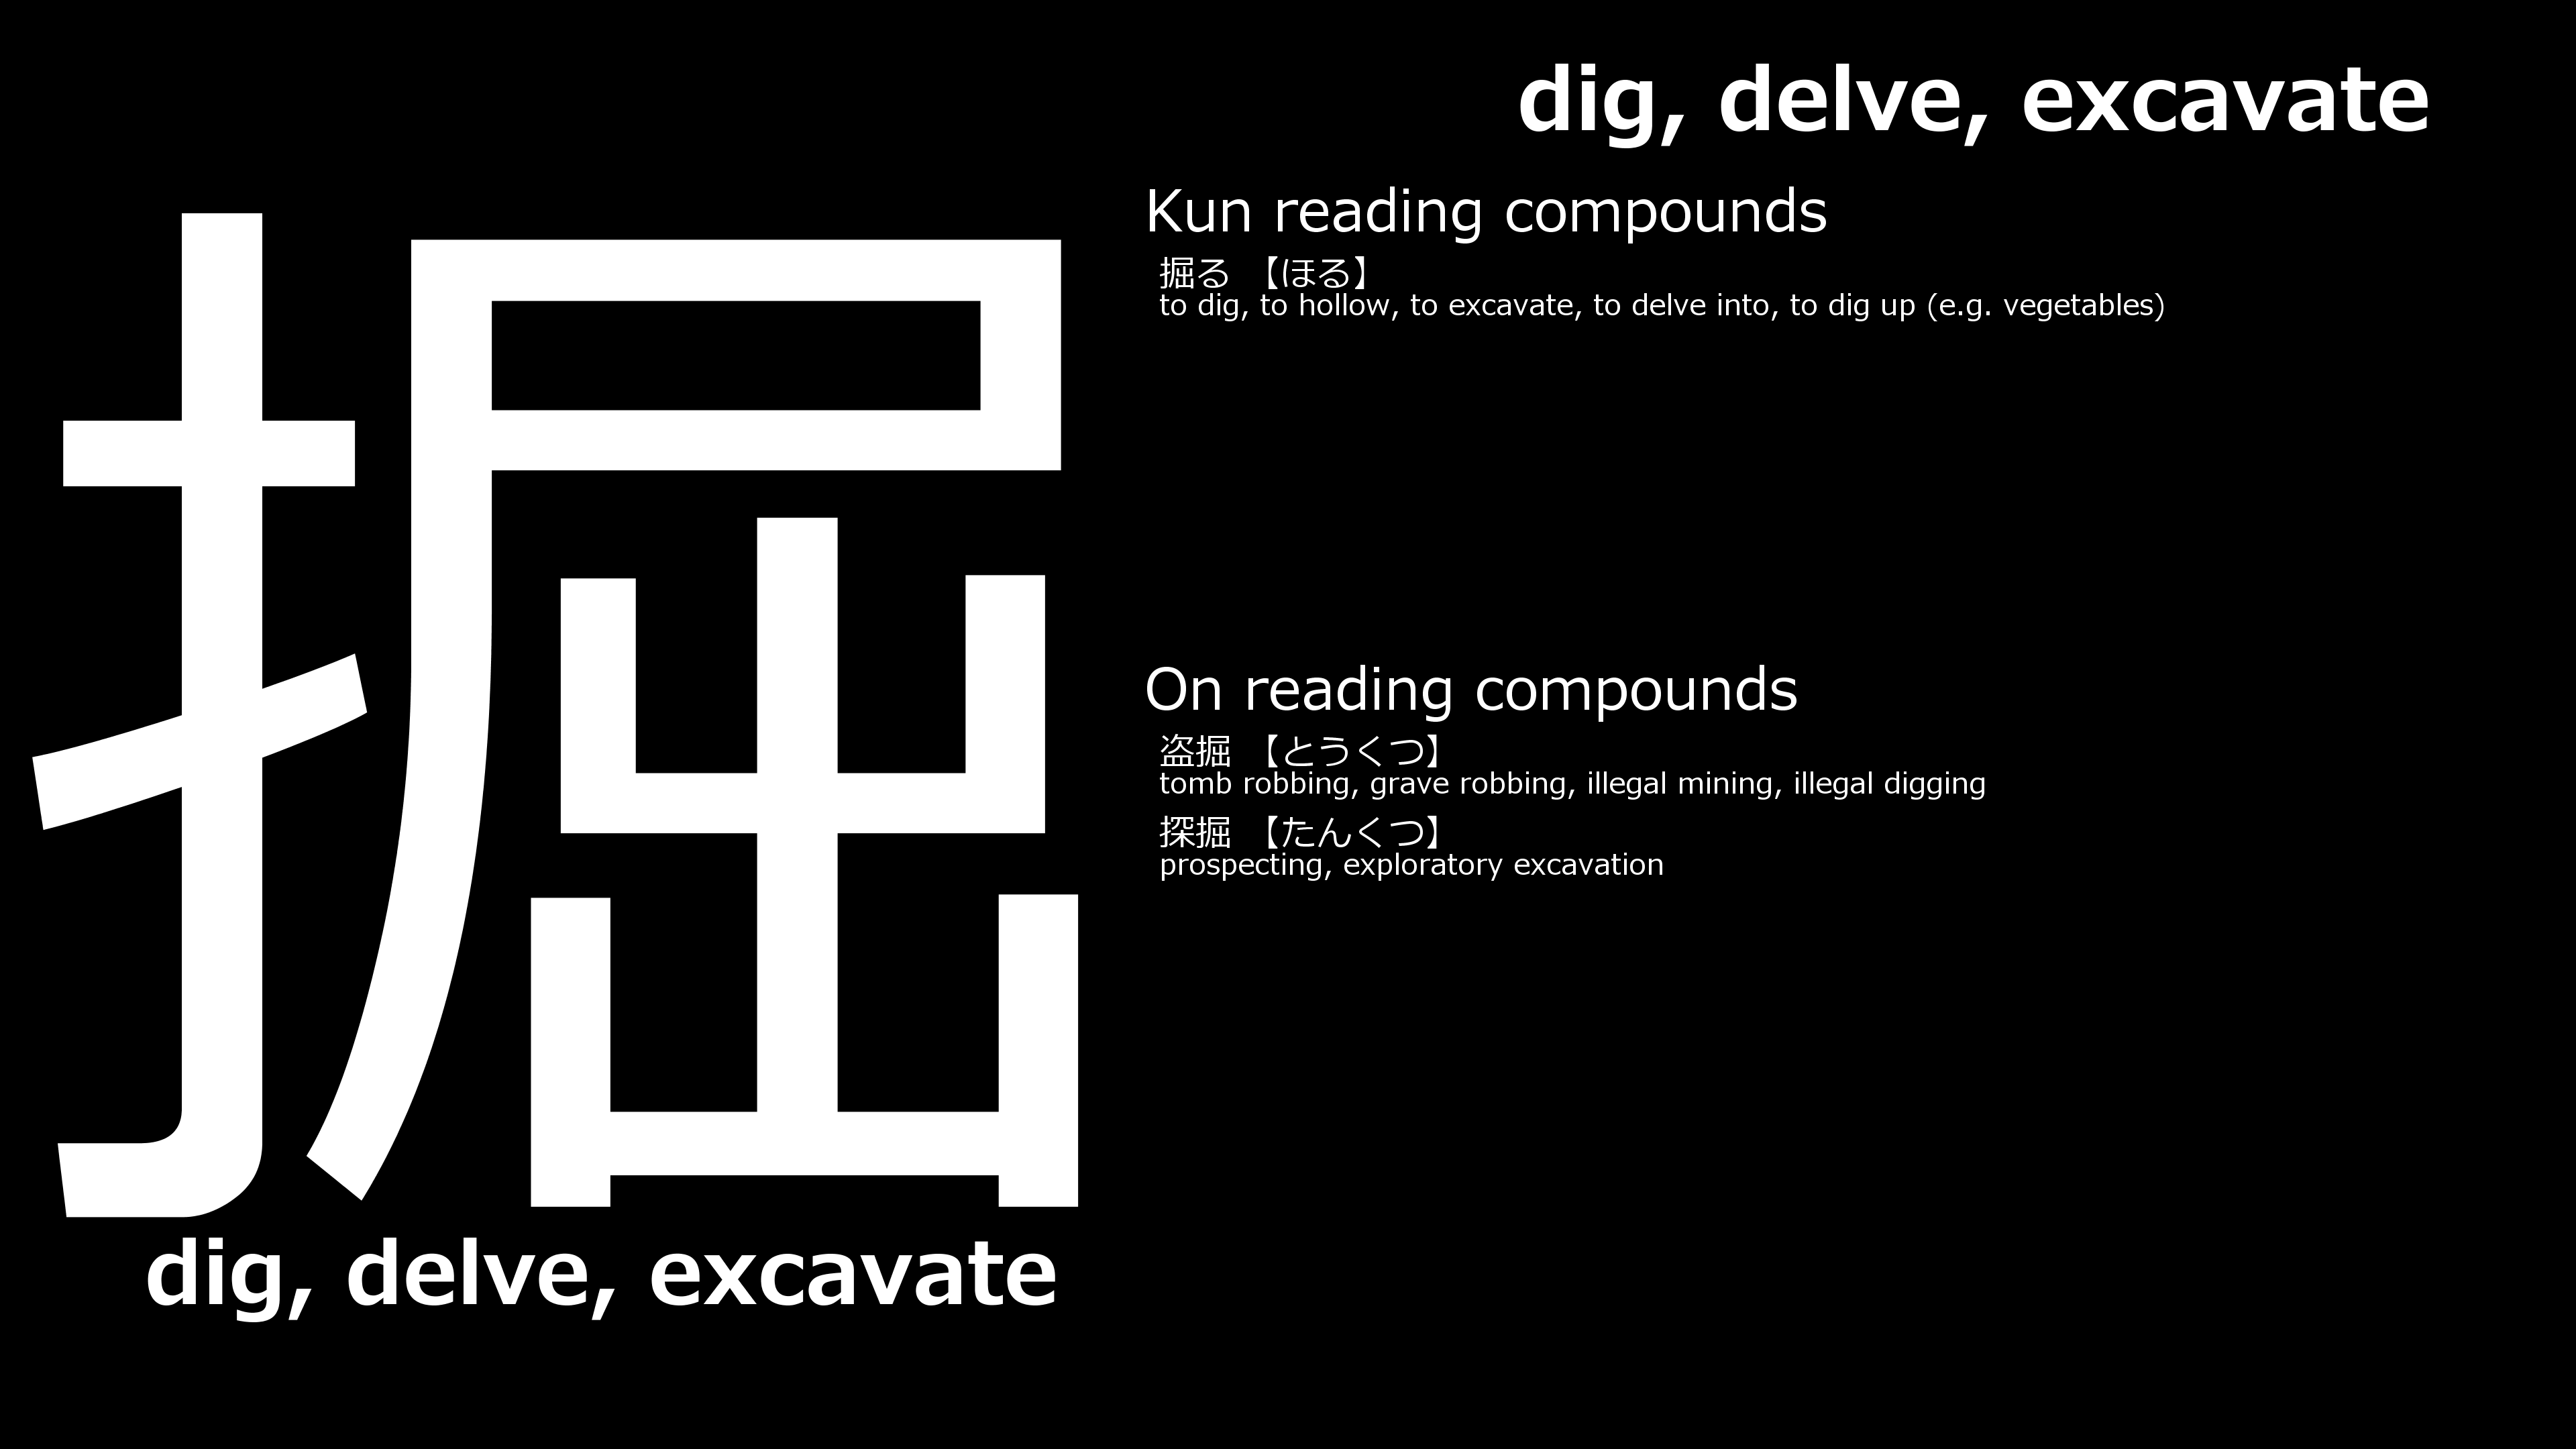 掘
dig, delve, excavate
dig, delve, excavate
Kun reading compounds
掘る 【ほる】
to dig, to hollow, to excavate, to delve into, to dig up (e.g. vegetables)
On reading compounds
盗掘 【とうくつ】
tomb robbing, grave robbing, illegal mining, illegal digging
探掘 【たんくつ】
prospecting, exploratory excavation